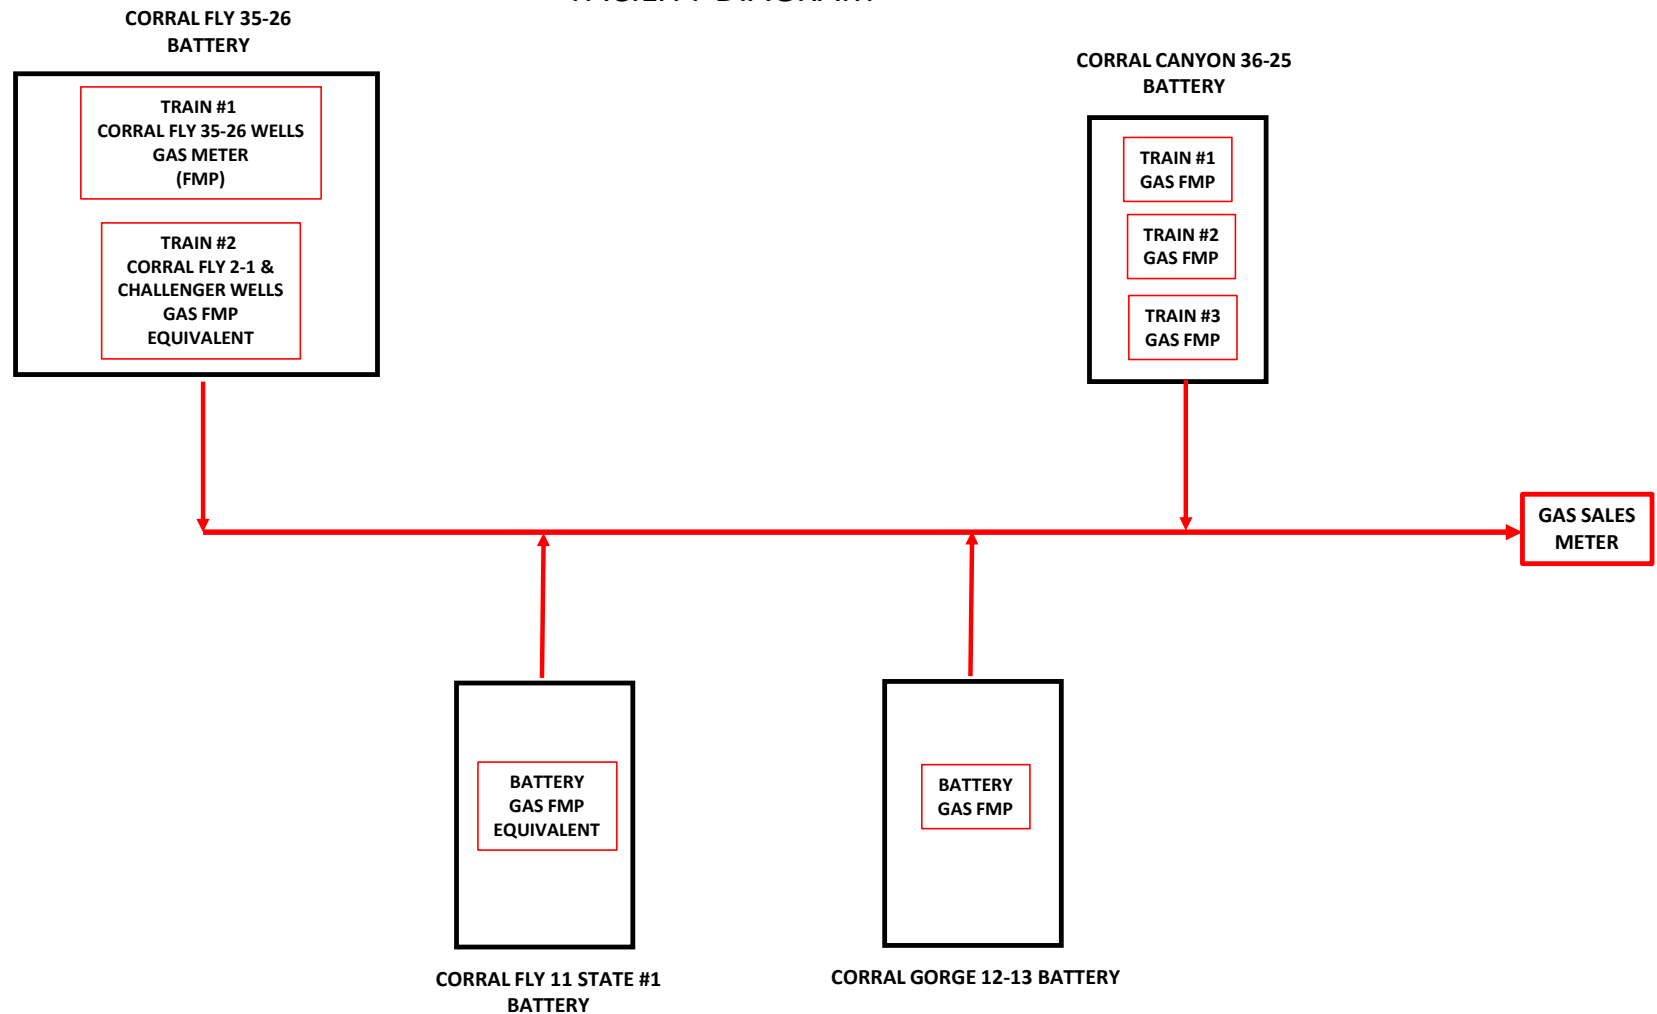 FACILITY DIAGRAM
CORRAL FLY 35-26
BATTERY
TRAIN #1
CORRAL FLY 35-26 WELLS
GAS METER
(FMP)
TRAIN #2
CORRAL FLY 2-1 &
CHALLENGER WELLS
GAS FMP
EQUIVALENT
CORRAL CANYON 36-25
BATTERY
TRAIN #1
GAS FMP
TRAIN #2
GAS FMP
TRAIN #3
GAS FMP
GAS SALES
METER
BATTERY
GAS FMP
EQUIVALENT
CORRAL FLY 11 STATE #1
BATTERY
BATTERY
GAS FMP
CORRAL GORGE 12-13 BATTERY